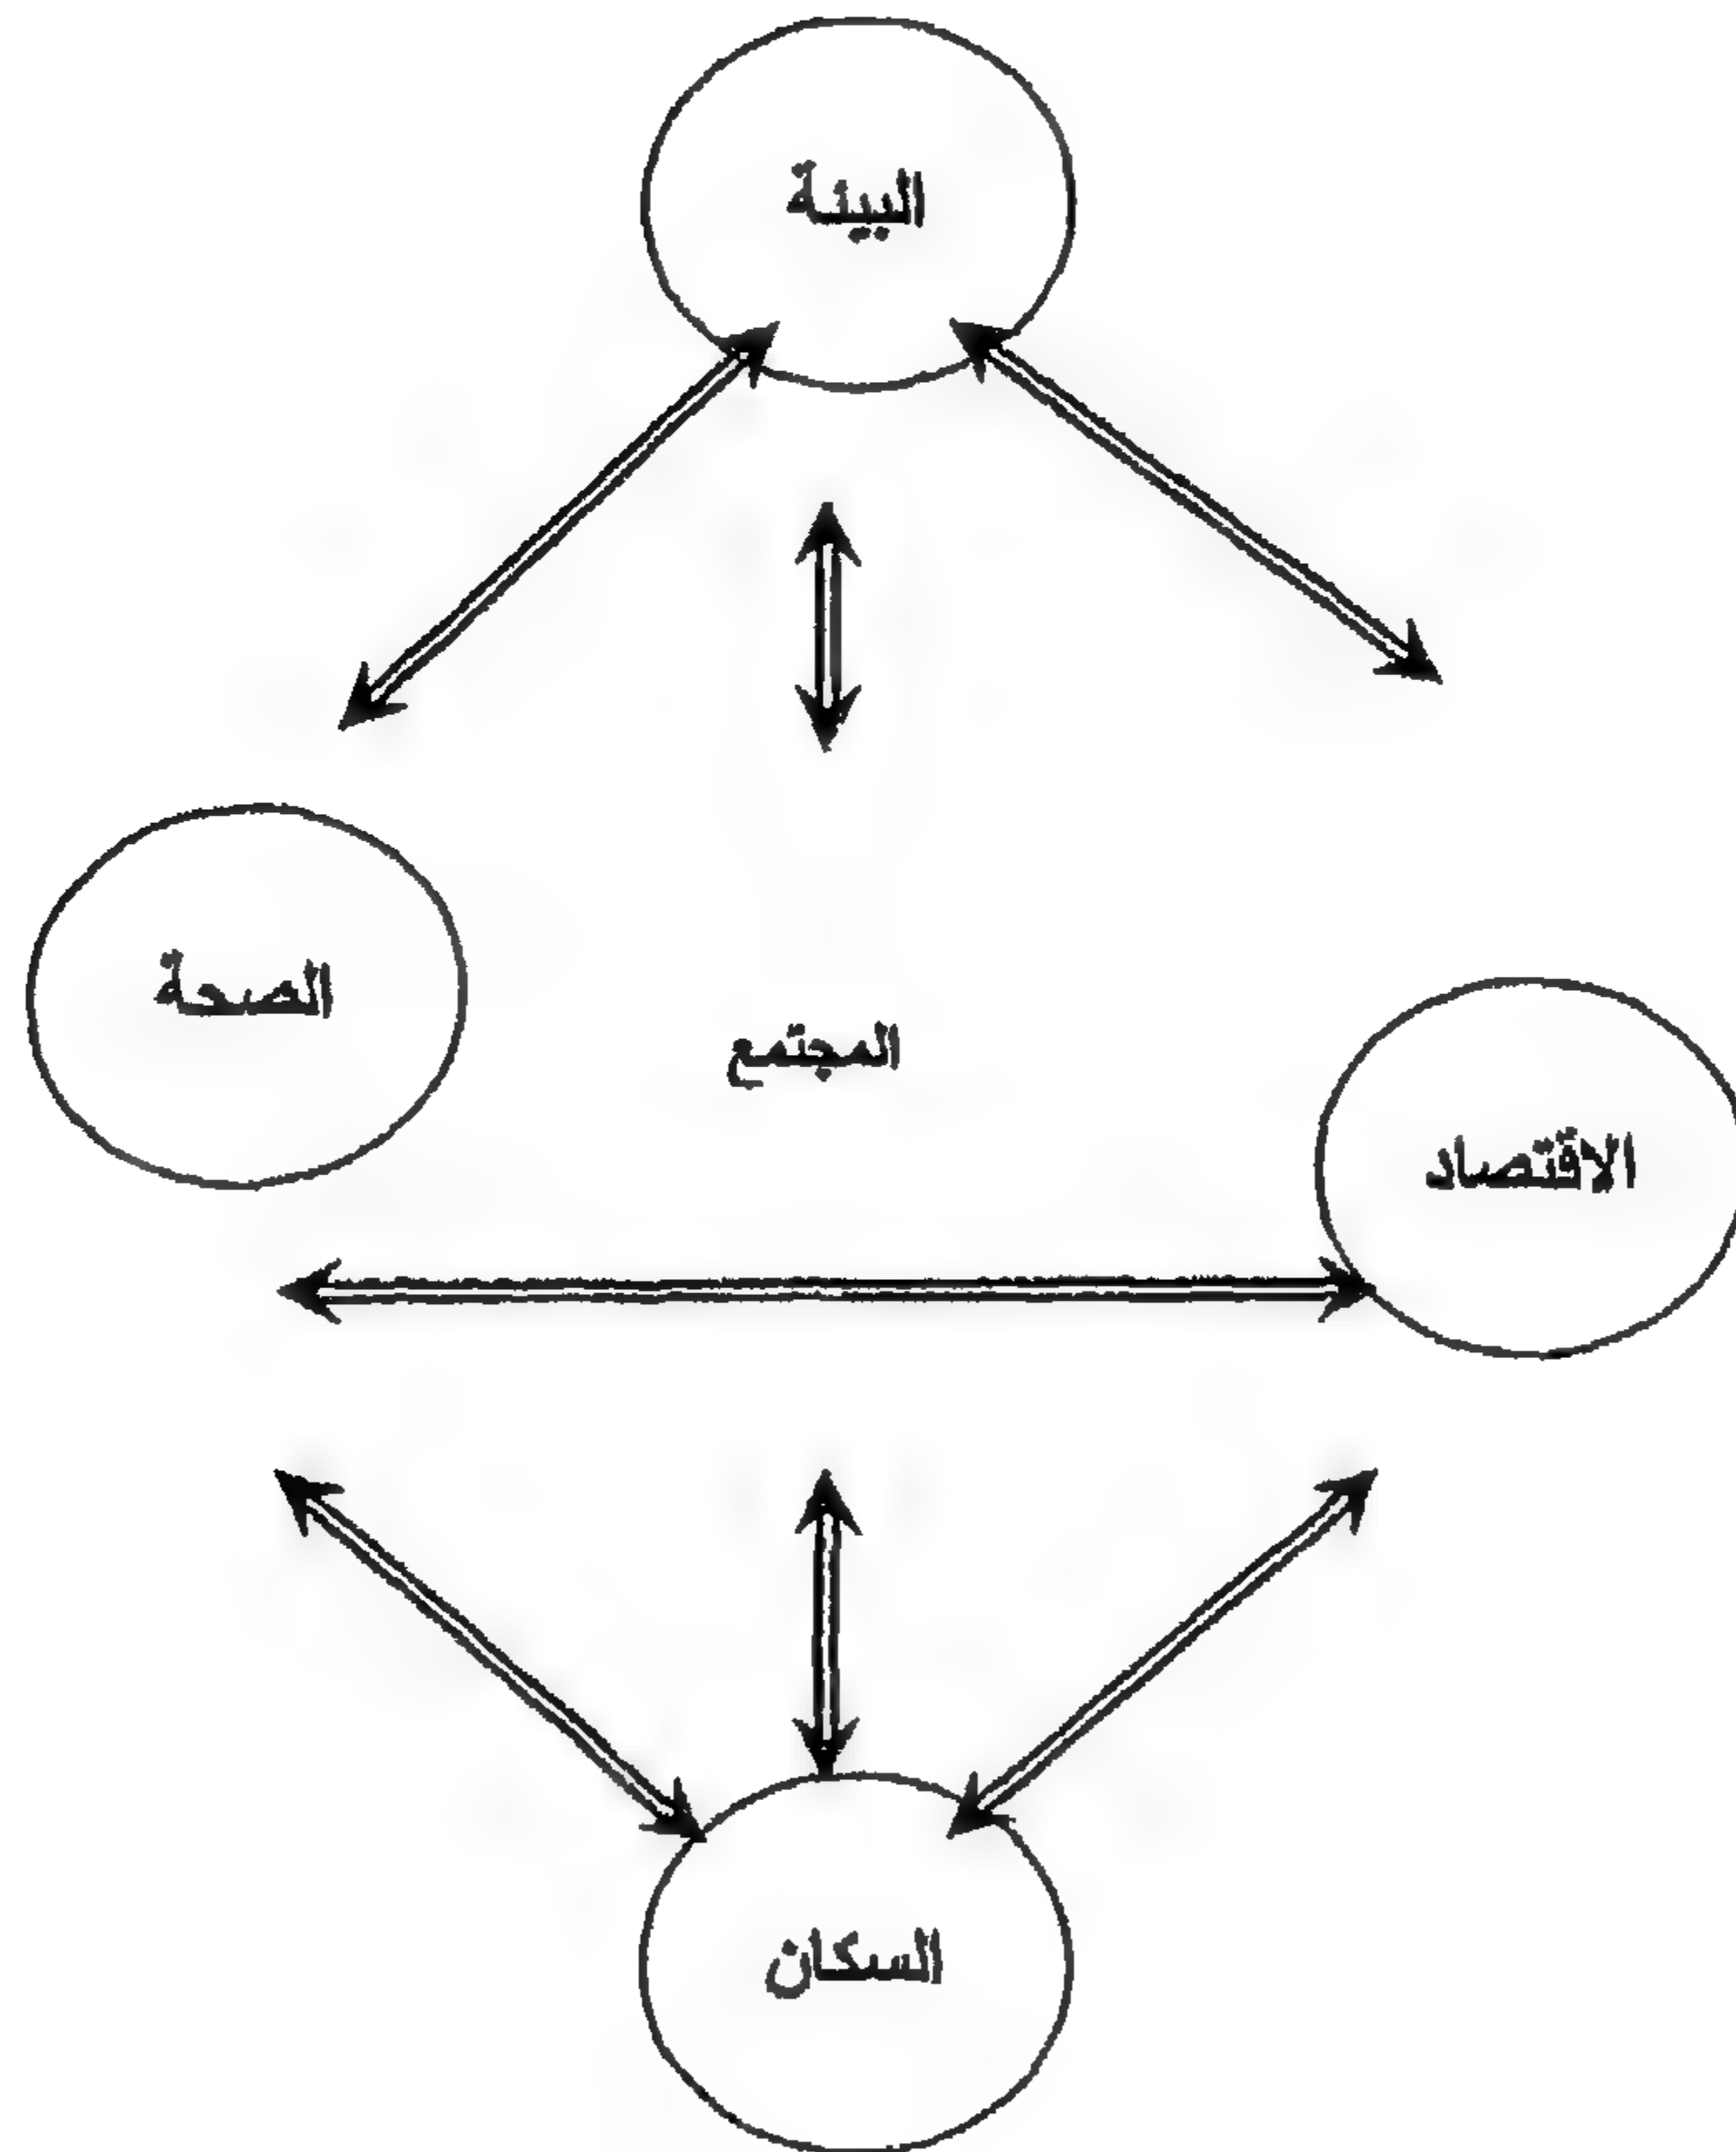 البيئة
الصحة
المجتمع
الاقتصاد
السكان